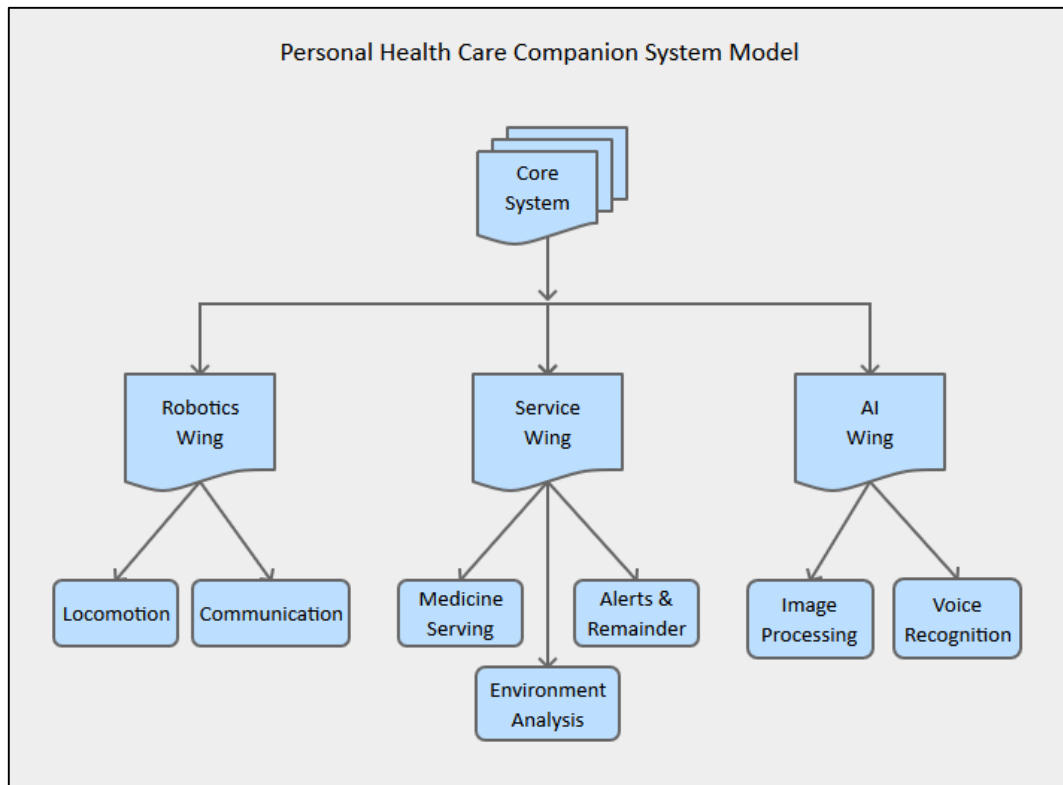 Personal Health Care Companion System Model
Core
System
Robotics
Wing
Service
Wing
AI
Wing
Locomotion
Communication
Medicine
Serving
Alerts &
Remainder
Environment
Analysis
Image
Processing
Voice
Recognition